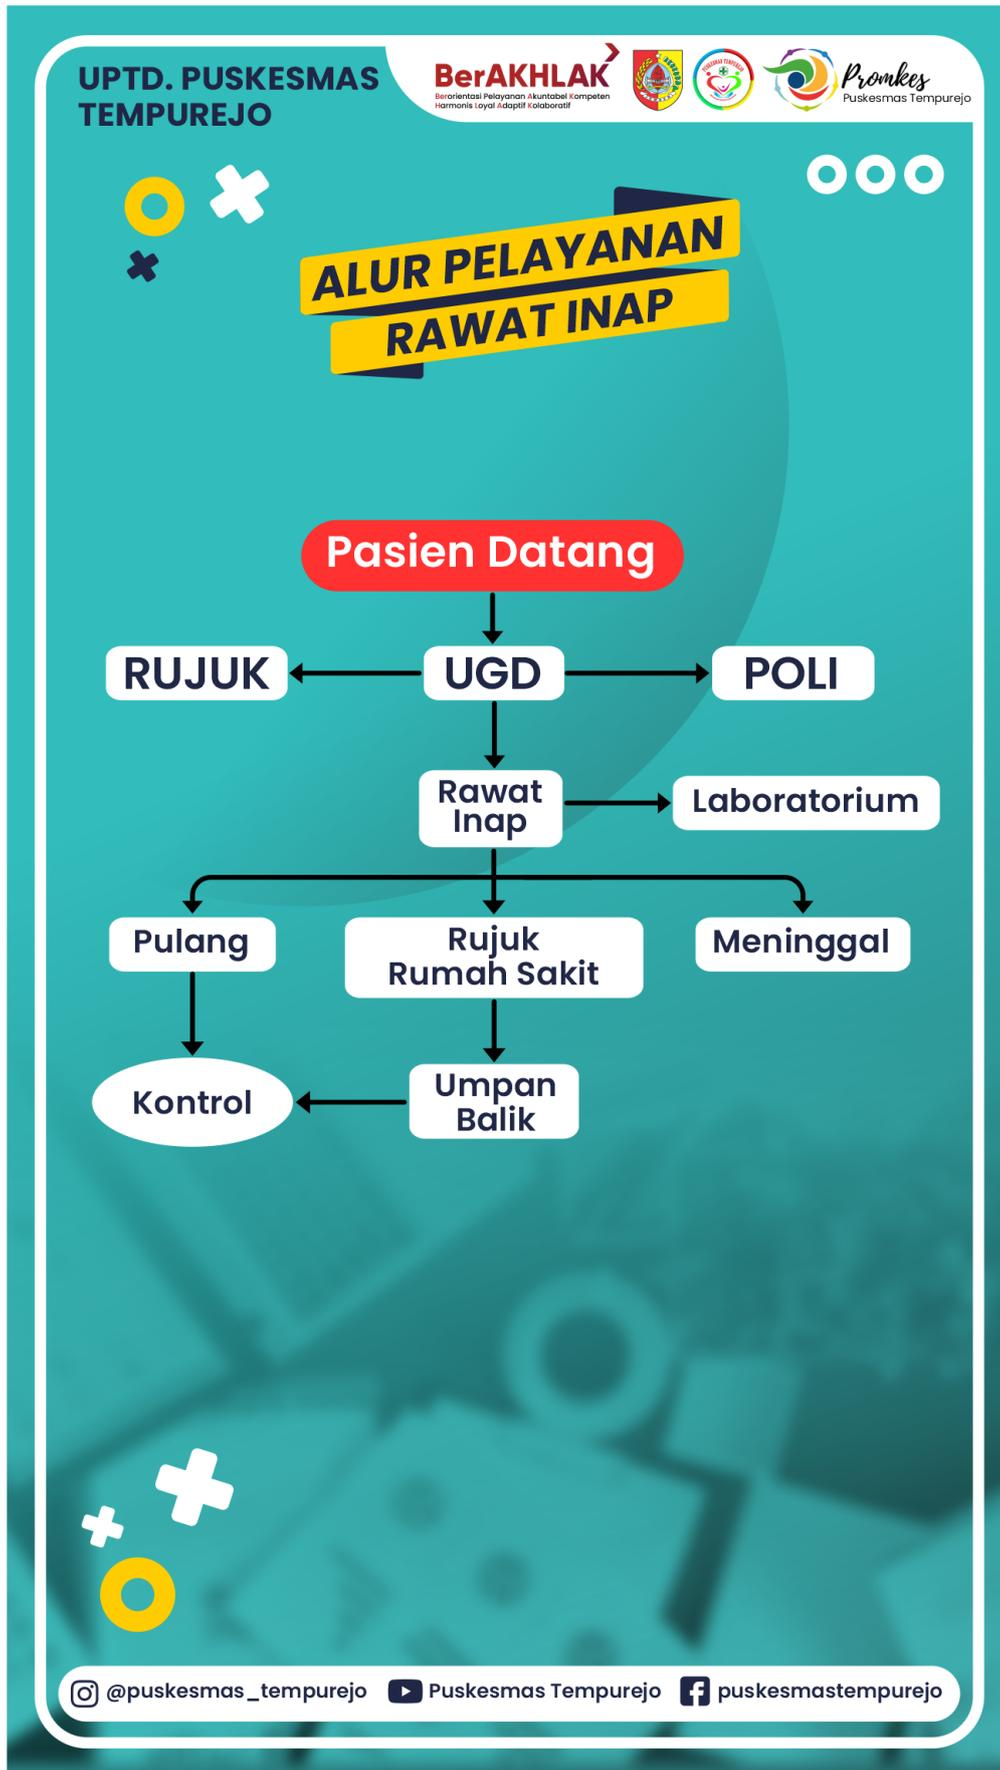 UPTD. PUSKESMAS
TEMPUREJO
BerAKHLAK
Berorientasi Pelayanan Akuntabel Kompeten
Harmonis Loyal Adaptif Kolaboratif
Promkes
Puskesmas Tempurejo
ALUR PELAYANAN
RAWAT INAP
Pasien Datang
RUJUK
UGD
POLI
Rawat
Inap
Laboratorium
Pulang
Rujuk
Rumah Sakit
Meninggal
Kontrol
Umpan
Balik
@puskesmas_tempurejo
Puskesmas Tempurejo
puskesmastempurejo